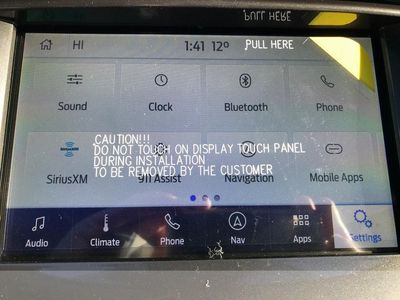 PULL HERE
HI 1:41 12° PULL HERE
Sound Clock Bluetooth Phone
CAUTION!!!
DO NOT TOUCH ON DISPLAY TOUCH PANEL
DURING INSTALLATION
TO BE REMOVED BY THE CUSTOMER
SiriusXM 911 Assist Navigation Mobile Apps
Audio Climate Phone Nav Apps Settings